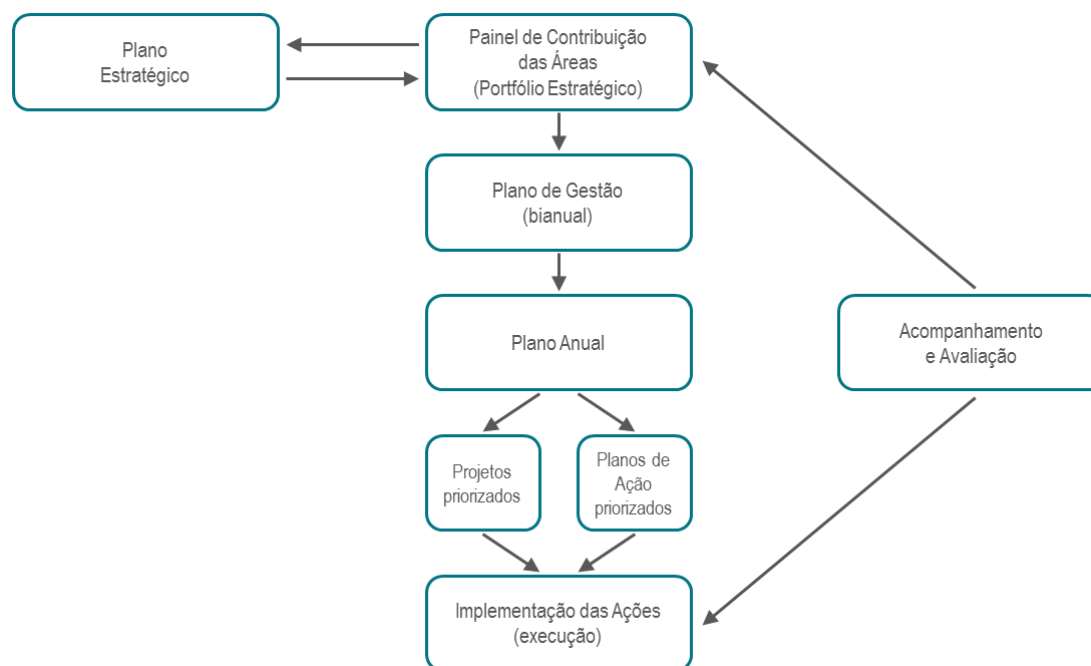 Plano
Estratégico
Painel de Contribuição
das Áreas
(Portfólio Estratégico)
Plano de Gestão
(bianual)
Plano Anual
Acompanhamento
e Avaliação
Projetos
priorizados
Planos de
Ação
priorizados
Implementação das Ações
(execução)